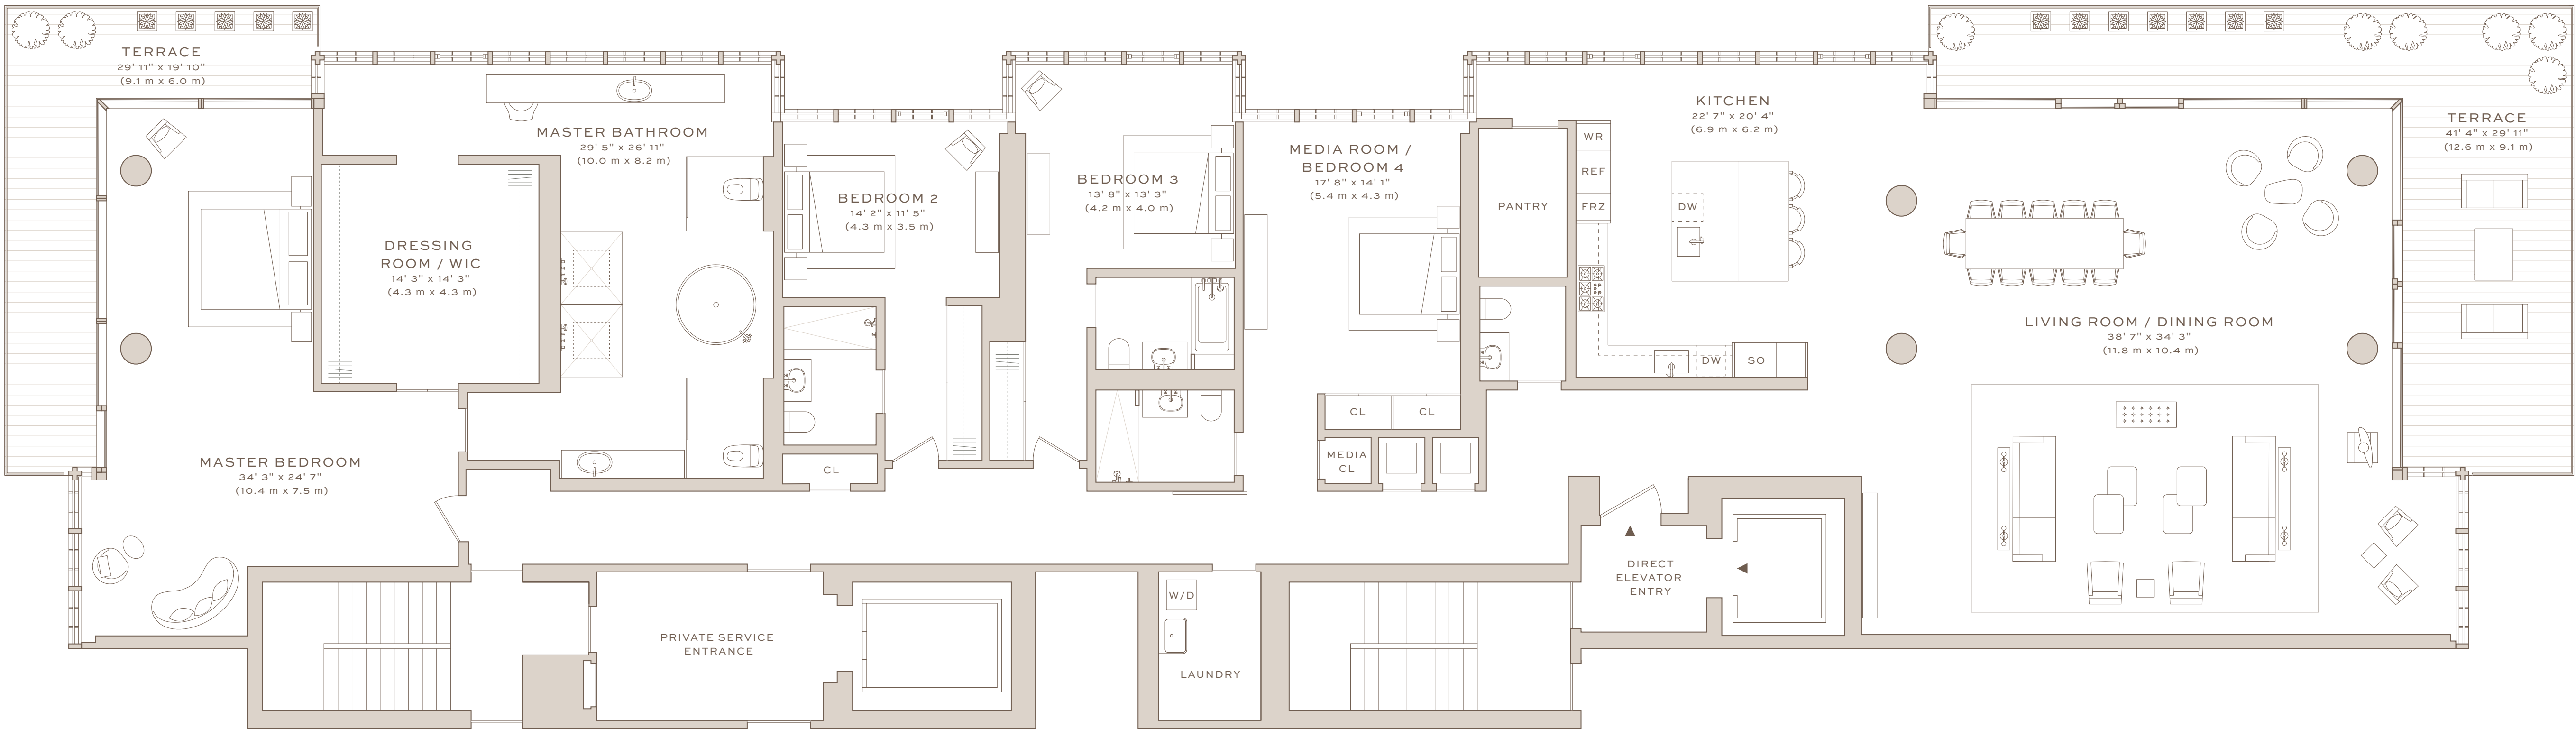 TERRACE
29' 11" x 19' 10"
(9.1 m x 6.0 m)
MASTER BATHROOM
29' 5" x 26' 11"
(10.0 m x 8.2 m)
DRESSING
ROOM / WIC
14' 3" x 14' 3"
(4.3 m x 4.3 m)
MASTER BEDROOM
34' 3" x 24' 7"
(10.4 m x 7.5 m)
BEDROOM 2
14' 2" x 11' 5"
(4.3 m x 3.5 m)
CL
BEDROOM 3
13' 8" x 13' 3"
(4.2 m x 4.0 m)
MEDIA ROOM /
BEDROOM 4
17' 8" x 14' 1"
(5.4 m x 4.3 m)
CL
CL
MEDIA
CL
PANTRY
WR
REF
FRZ
KITCHEN
22' 7" x 20' 4"
(6.9 m x 6.2 m)
DW
DW
SO
LIVING ROOM / DINING ROOM
38' 7" x 34' 3"
(11.8 m x 10.4 m)
TERRACE
41' 4" x 29' 11"
(12.6 m x 9.1 m)
PRIVATE SERVICE
ENTRANCE
W/D
LAUNDRY
DIRECT
ELEVATOR
ENTRY